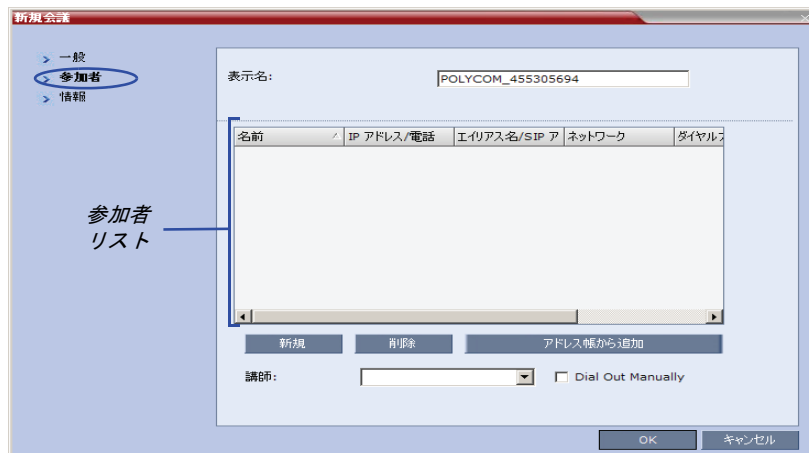 新規会議
一般
参加者
情報
表示名:
POLYCOM_455305694
名前
IP アドレス/電話
エイリアス名/SIP ア
ネットワーク
ダイヤルフ
参加者
リスト
新規
削除
アドレス帳から追加
講師:
Dial Out Manually
OK
キャンセル